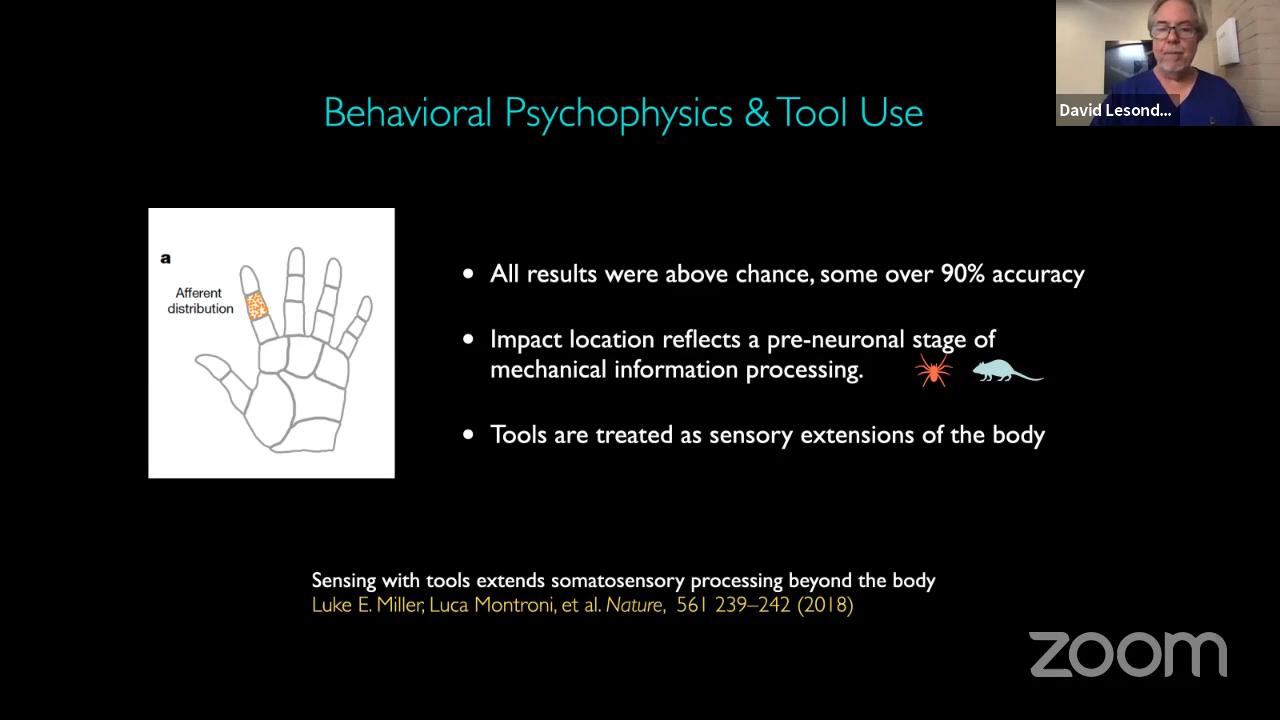 Behavioral Psychophysics & Tool Use
David Lesond...
a
Afferent
distribution
• All results were above chance, some over 90% accuracy
• Impact location reflects a pre-neuronal stage of
mechanical information processing.
• Tools are treated as sensory extensions of the body
Sensing with tools extends somatosensory processing beyond the body
Luke E. Miller, Luca Montroni, et al. Nature, 561 239–242 (2018)
zoom